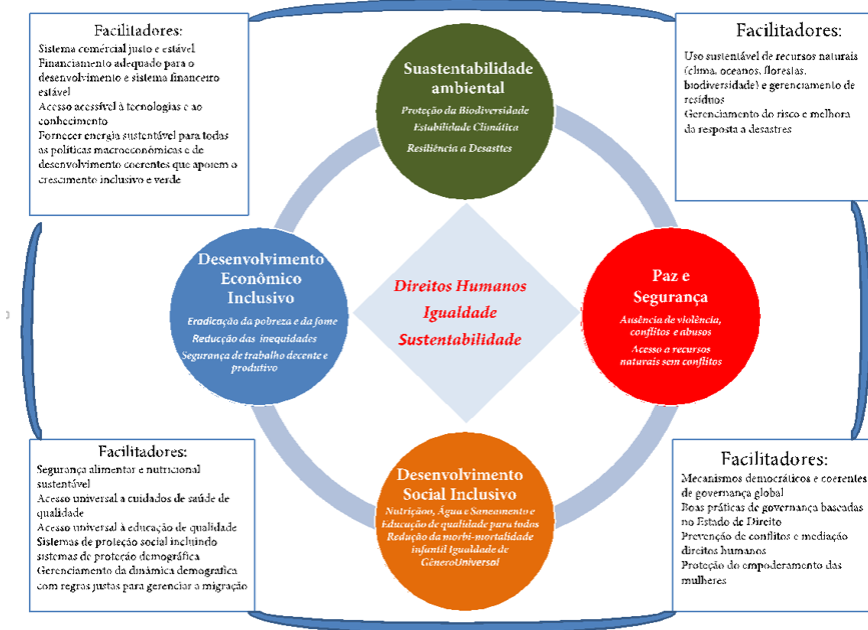 Facilitadores:
Sistema comércial justo e estável
Financiamento adequado para o
desenvolvimento e sistema financeiro
estável
Acesso acessível à tecnologias e ao
conhecimento
Fornecer energia sustentável para todas
as políticas macroeconómicas e de
desenvolvimento coerentes que apoiem o
crescimento inclusivo e verde
Suastentabilidade
ambiental
Proteção da Biodiversidade
Estabilidade Climática
Resiliência a Desasttes
Facilitadores:
Uso sustentável de recursos naturais
(clima, oceanos, florestas,
biodiversidade) e gerenciamento de
resíduos
Gerenciamento do risco e melhora
da resposta a desastres
Desenvolvimento
Econômico
Inclusivo
Eradicação da pobreza e da fome
Reducção das inequidades
Segurança de trabalho decente e
produtivo
Direitos Humanos
Igualdade
Sustentabilidade
Paz e
Segurança
Ausência de violência,
conflitos e abusos
Acesso a recursos
naturais sem conflitos
Facilitadores:
Segurança alimentar e nutricional
sustentável
Acesso universal a cuidados de saúde de
qualidade
Acesso universal à educação de qualidade
Sistemas de proteção social incluindo
sistemas de proteção demográfica
Gerenciamento da dinâmica demografica
com regras justas para gerenciar a migração
Desenvolvimento
Social Inclusivo
Nutriçãoo, Água e Saneamento e
Educação de qualidade para todos
Redução da morbi-mortalidade
infantil Igualdade de
GêneroUniversal
Facilitadores:
Mecanismos democráticos e coerentes
de governança global
Boas práticas de governança baseadas
no Estado de Direito
Prevenção de conflitos e mediação
direitos humanos
Proteção do empoderamento das
mulheres